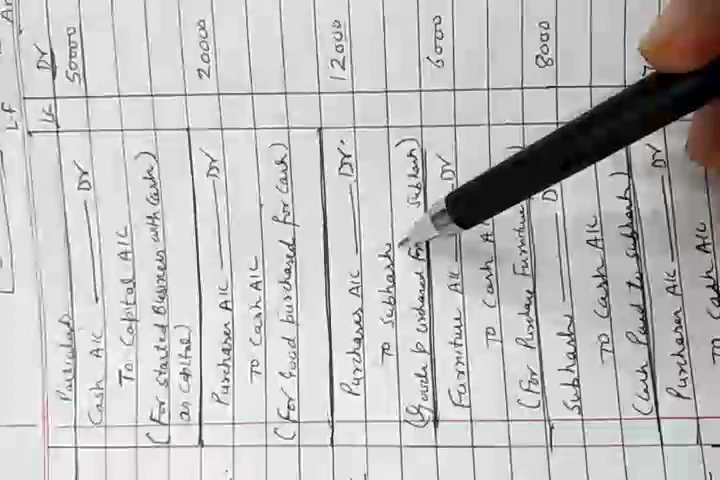 Particulars LF Dr
Cash A/C Dr 50000
To Capital A/C
(For started Business with cash
as capital)
Purchases A/C Dr 20000
To Cash A/C
(For Good purchased for cash)
Purchases A/C Dr. 12000
To Subhash
(Goods purchased Subhash)
Furniture A/C Dr 6000
To Cash A
(For Purchase Furniture)
Subhash D 8000
To Cash A/C
(Cash Paid to Subhash)
Purchases A/C Dr
To Cash A/C
L.F